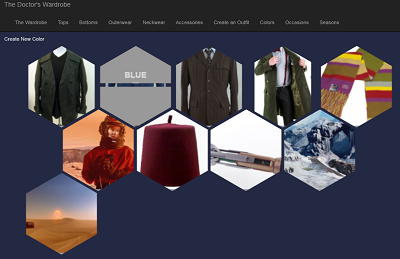 The Doctor's Wardrobe
The Wardrobe Tops Bottoms Outerwear Neckwear Accessories Create an Outfit Colors Occasions Seasons
Create New Color
BLUE